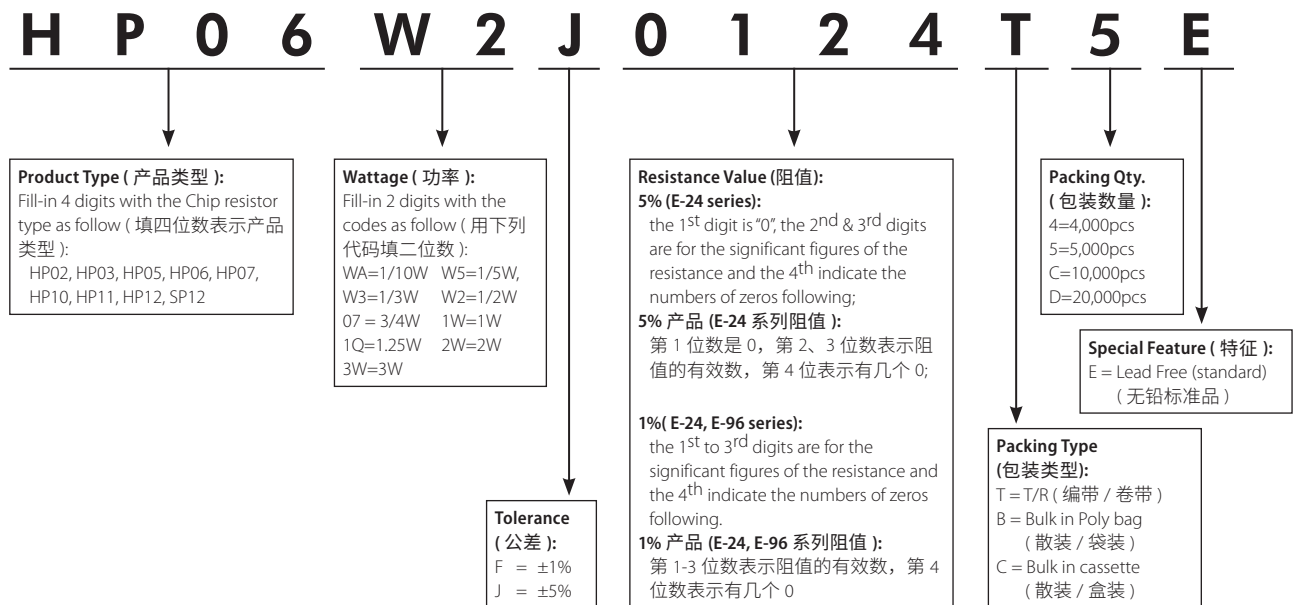 H P 0 6 W 2 J 0 1 2 4 T 5 E
Product Type ( 产品类型 ):
Fill-in 4 digits with the Chip resistor
type as follow ( 填四位数表示产品
类型 ):
HP02, HP03, HP05, HP06, HP07,
HP10, HP11, HP12, SP12
Wattage ( 功率 ):
Fill-in 2 digits with the
codes as follow ( 用下列
代码填二位数 ):
WA=1/10W W5=1/5W,
W3=1/3W W2=1/2W
07 = 3/4W 1W=1W
1Q=1.25W 2W=2W
3W=3W
Tolerance
( 公差 ):
F = ±1%
J = ±5%
Resistance Value (阻值):
5% (E-24 series):
the 1st digit is “0”, the 2nd & 3rd digits
are for the significant figures of the
resistance and the 4th indicate the
numbers of zeros following;
5% 产品 (E-24 系列阻值 ):
第 1 位数是 0，第 2、3 位数表示阻
值的有效数，第 4 位表示有几个 0;
1%( E-24, E-96 series):
the 1st to 3rd digits are for the
significant figures of the resistance and
the 4th indicate the numbers of zeros
following.
1% 产品 (E-24, E-96 系列阻值 ):
第 1-3 位数表示阻值的有效数，第 4
位数表示有几个 0
Packing Type
(包装类型):
T = T/R ( 编带 / 卷带 )
B = Bulk in Poly bag
( 散装 / 袋装 )
C = Bulk in cassette
( 散装 / 盒装 )
Packing Qty.
( 包装数量 ):
4=4,000pcs
5=5,000pcs
C=10,000pcs
D=20,000pcs
Special Feature ( 特征 ):
E = Lead Free (standard)
( 无铅标准品 )